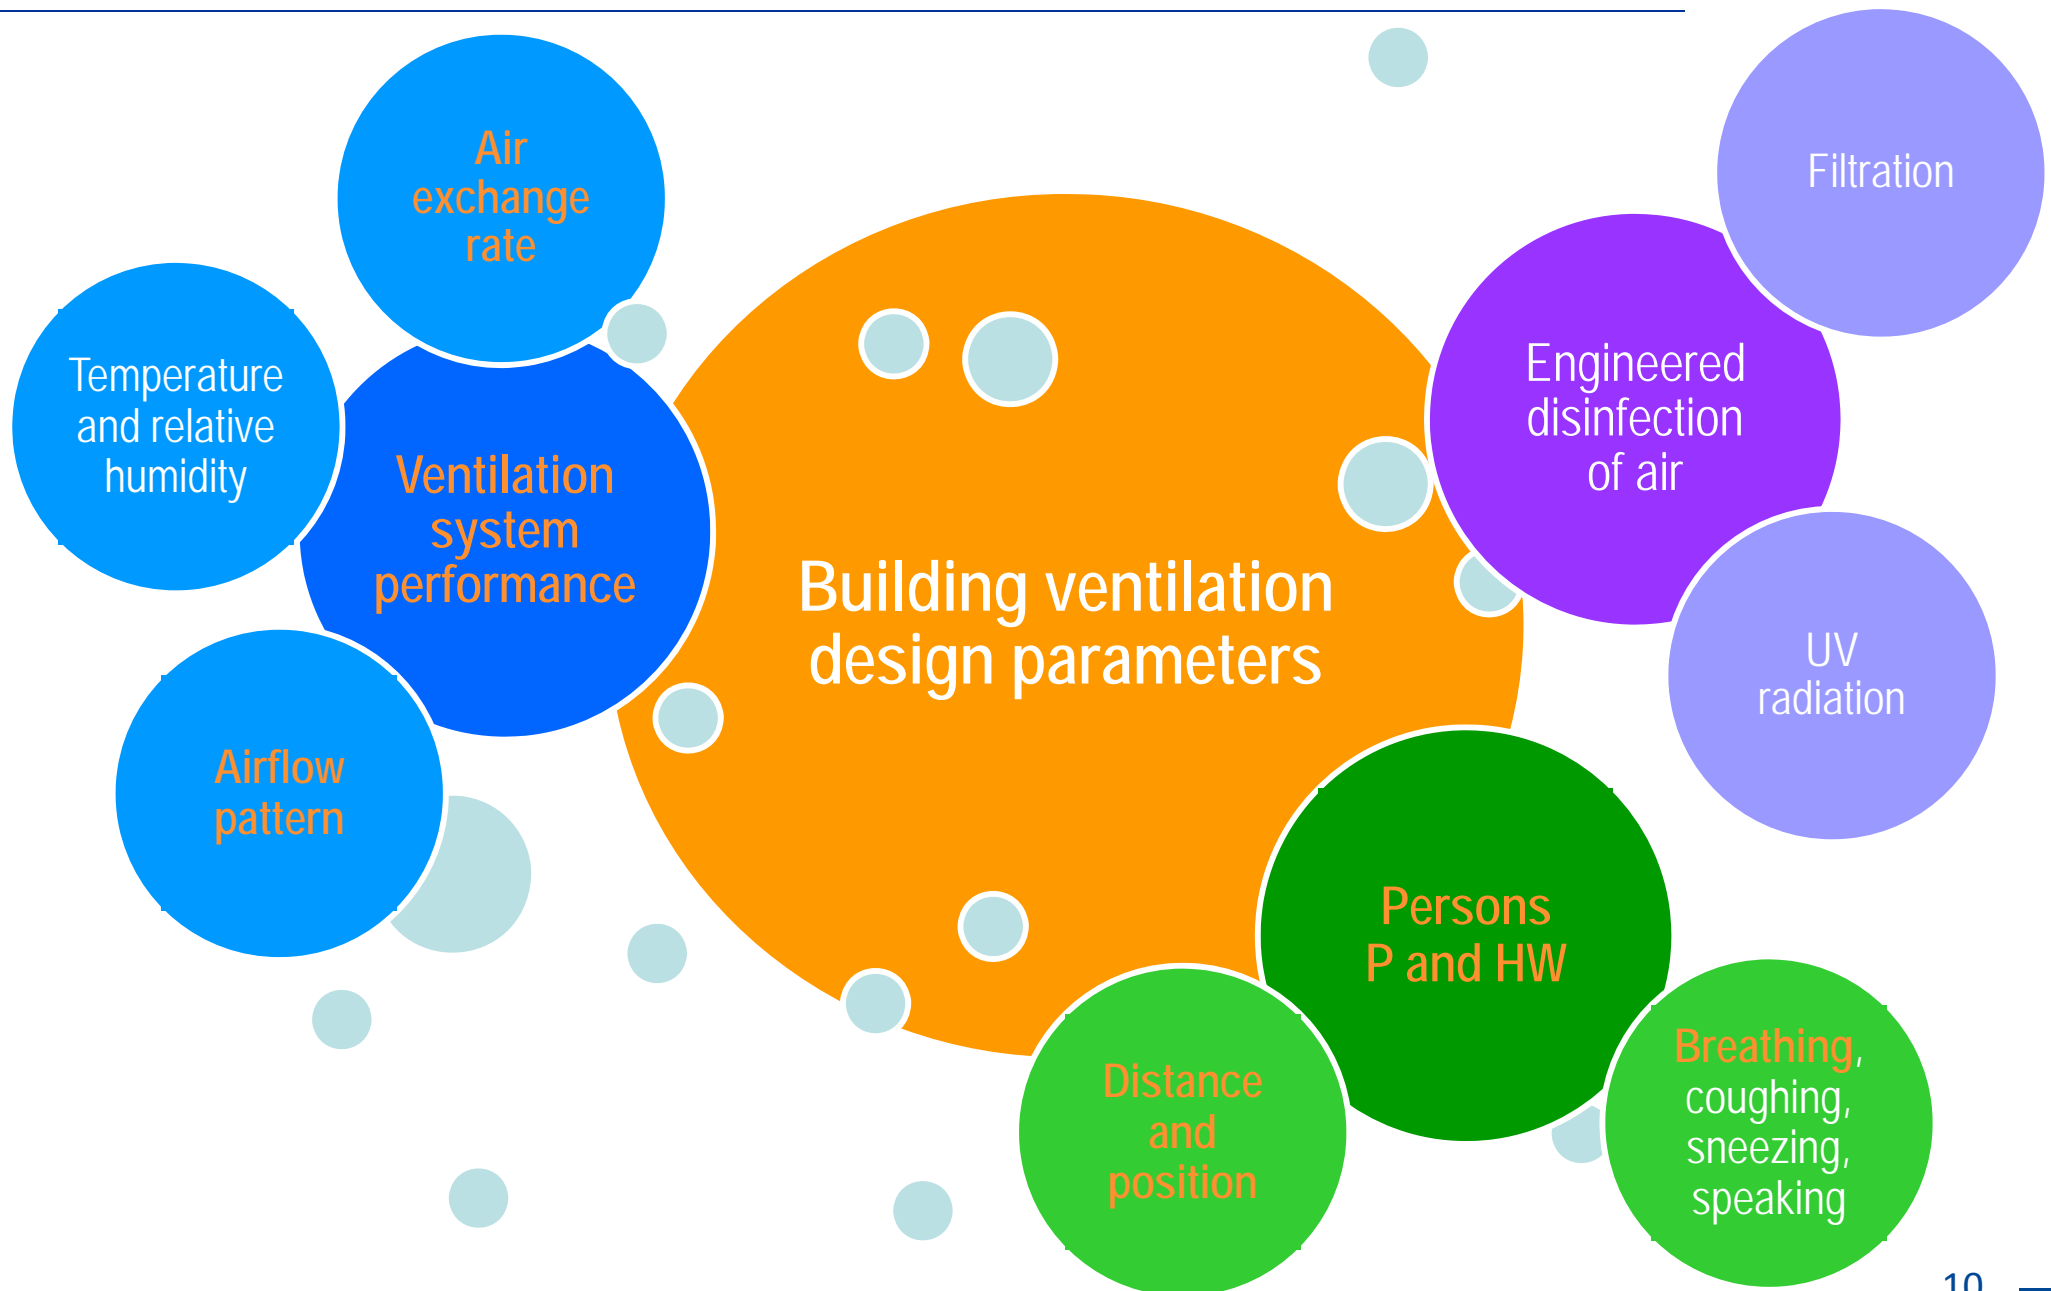 Air
exchange
rate
Temperature
and relative
humidity
Ventilation
system
performance
Airflow
pattern
Building ventilation
design parameters
Filtration
Engineered
disinfection
of air
UV
radiation
Persons
P and HW
Distance
and
position
Breathing,
coughing,
sneezing,
speaking
10